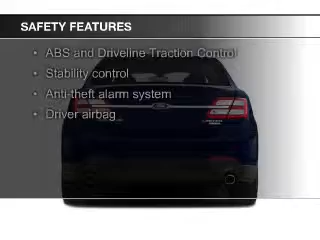 SAFETY FEATURES
• ABS and Driveline Traction Control
• Stability control
• Anti-theft alarm system
• Driver airbag